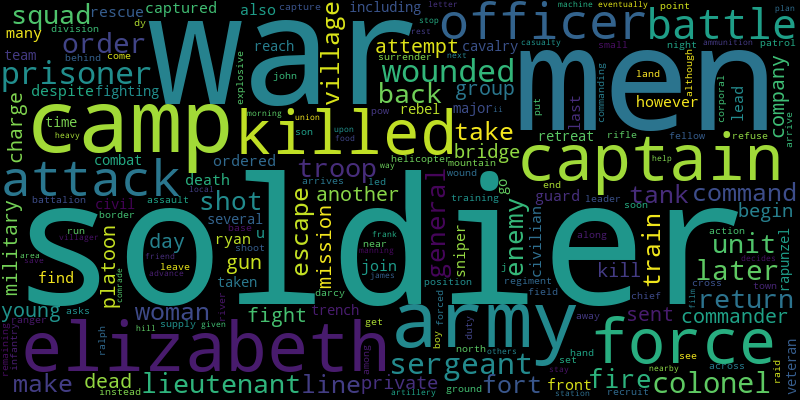 squad many captured rescue also including officer battle
team division dy behind come order war village attempt cavalry stop rest point machine eventually letter plan casualty next small night ammunition patrol
prisoner despite fighting explosive reach john surrender wounded men land although
charge time camp killed back group major however put commanding last corporal lead company
combat heavy morning union son upon food pow rebel take bridge retreat rifle fellow refuse arrive
attack ordered death local troop helicopter way mountain wound captain help
battalion assault shot arrives led another training go end guard leader soon tank command
military civil border several base soldier escape mission general sniper enemy civilian unit begin
run villager platoon day ryan u shoot near join frank james manning position regiment j field along kill train action later decides town rapunzel
area save find comrade friend leave advance gun taken river darcy chief cross film return
young asks woman fight trench get forced boy duty north others army away sent force commander
remaining infantry ranger hill supply given ralph elizabeth among sergeant hand set stay see across nearby raid veteran
make dead instead lieutenant line private ground artillery fort front station fire recruit colonel